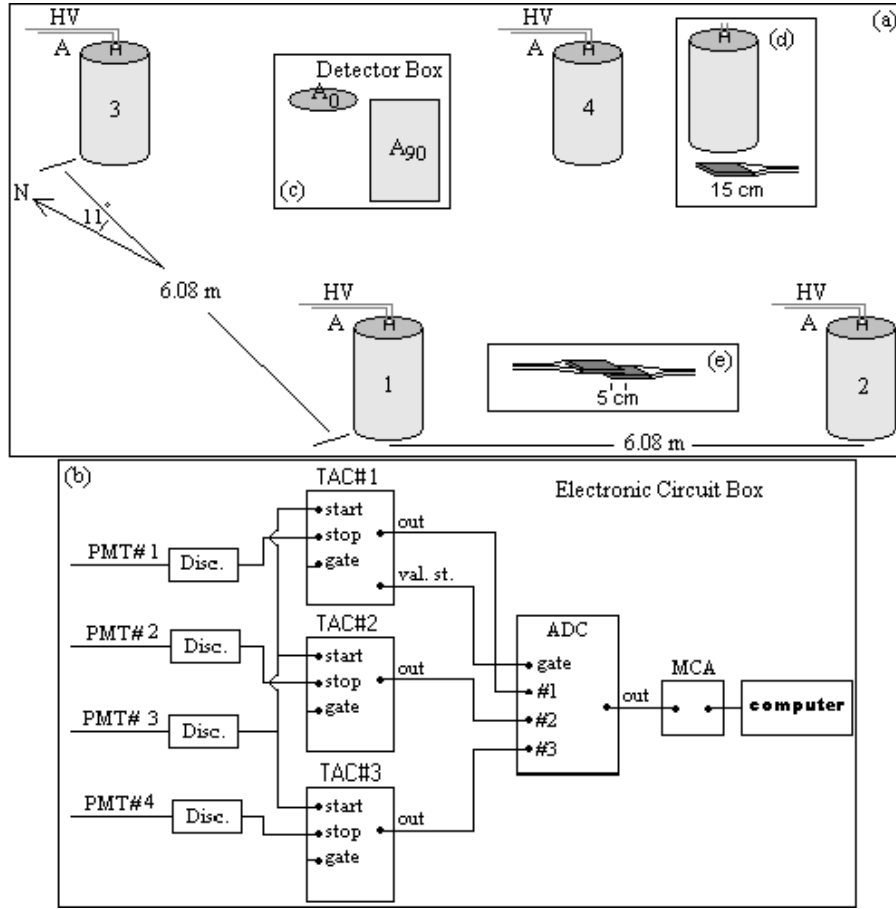 (a)
HV
A
3
HV
A
4
(d)
15 cm
Detector Box
A0
A90
(c)
N
11°
6.08 m
HV
A
1
HV
A
2
(e)
5 cm
6.08 m
(b)
Electronic Circuit Box
TAC#1
start
stop
gate
out
val. st.
PMT# 1
Disc.
TAC#2
start
stop
gate
out
PMT# 2
Disc.
PMT# 3
Disc.
TAC#3
start
stop
gate
out
PMT#4
Disc.
ADC
gate
#1
#2
#3
out
MCA
computer